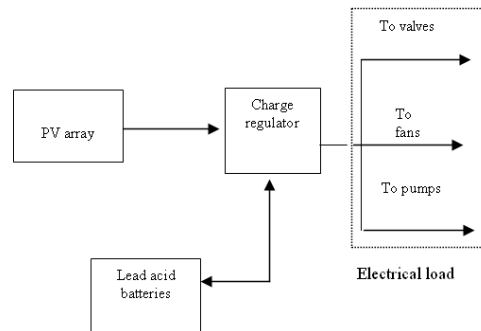 To valves
Charge
regulator
PV array
To
fans
To pumps
Lead acid
batteries
Electrical load